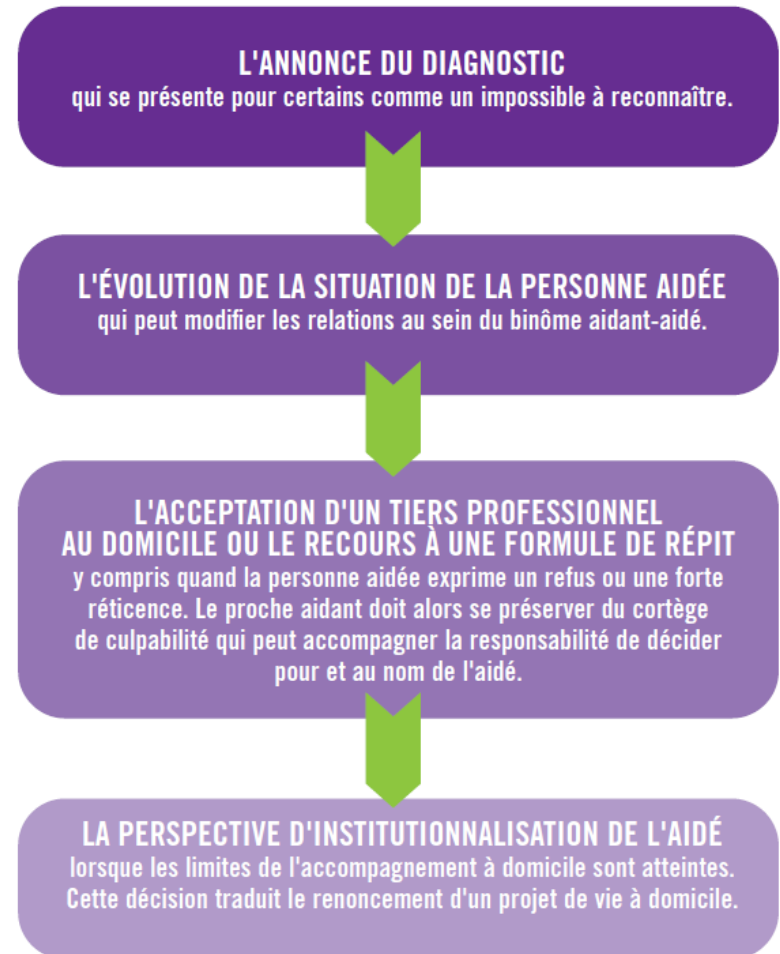 L'ANNONCE DU DIAGNOSTIC
qui se présente pour certains comme un impossible à reconnaître.
L'ÉVOLUTION DE LA SITUATION DE LA PERSONNE AIDÉE
qui peut modifier les relations au sein du binôme aidant-aidé.
L'ACCEPTATION D'UN TIERS PROFESSIONNEL
AU DOMICILE OU LE RECOURS À UNE FORMULE DE RÉPIT
y compris quand la personne aidée exprime un refus ou une forte
réticence. Le proche aidant doit alors se préserver du cortège
de culpabilité qui peut accompagner la responsabilité de décider
pour et au nom de l'aidé.
LA PERSPECTIVE D'INSTITUTIONNALISATION DE L'AIDÉ
lorsque les limites de l'accompagnement à domicile sont atteintes.
Cette décision traduit le renoncement d'un projet de vie à domicile.